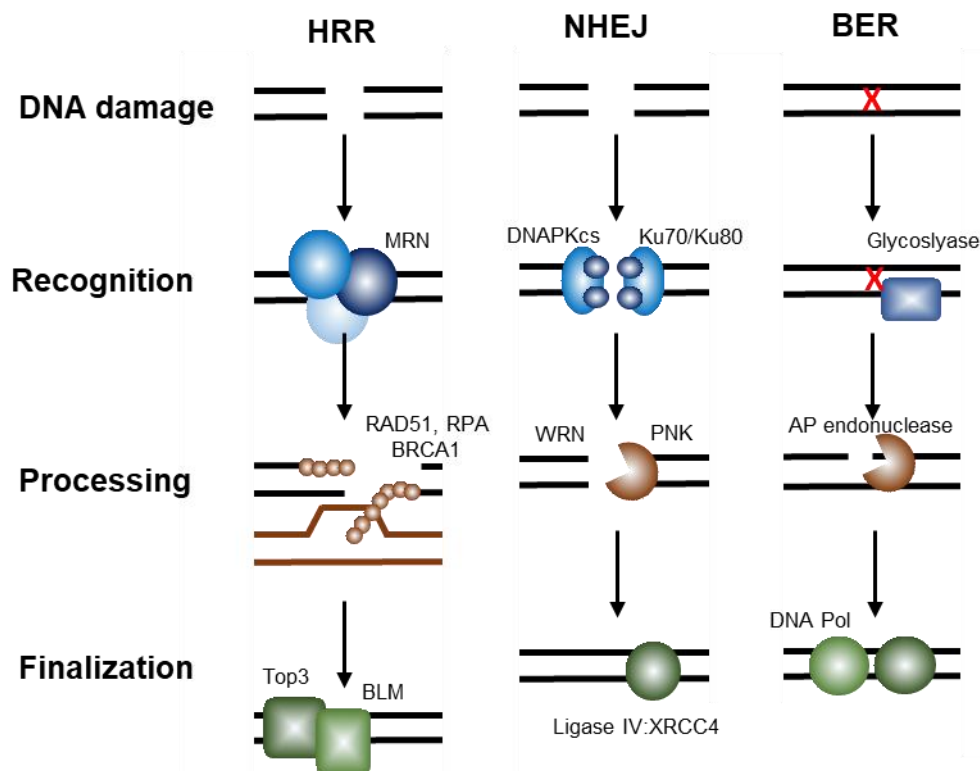 HRR
NHEJ
BER
DNA damage
X
Recognition
MRN
DNAPKcs
Ku70/Ku80
Glycoslyase
X
Processing
RAD51, RPA
BRCA1
WRN
PNK
AP endonuclease
Finalization
Top3
BLM
Ligase IV:XRCC4
DNA Pol